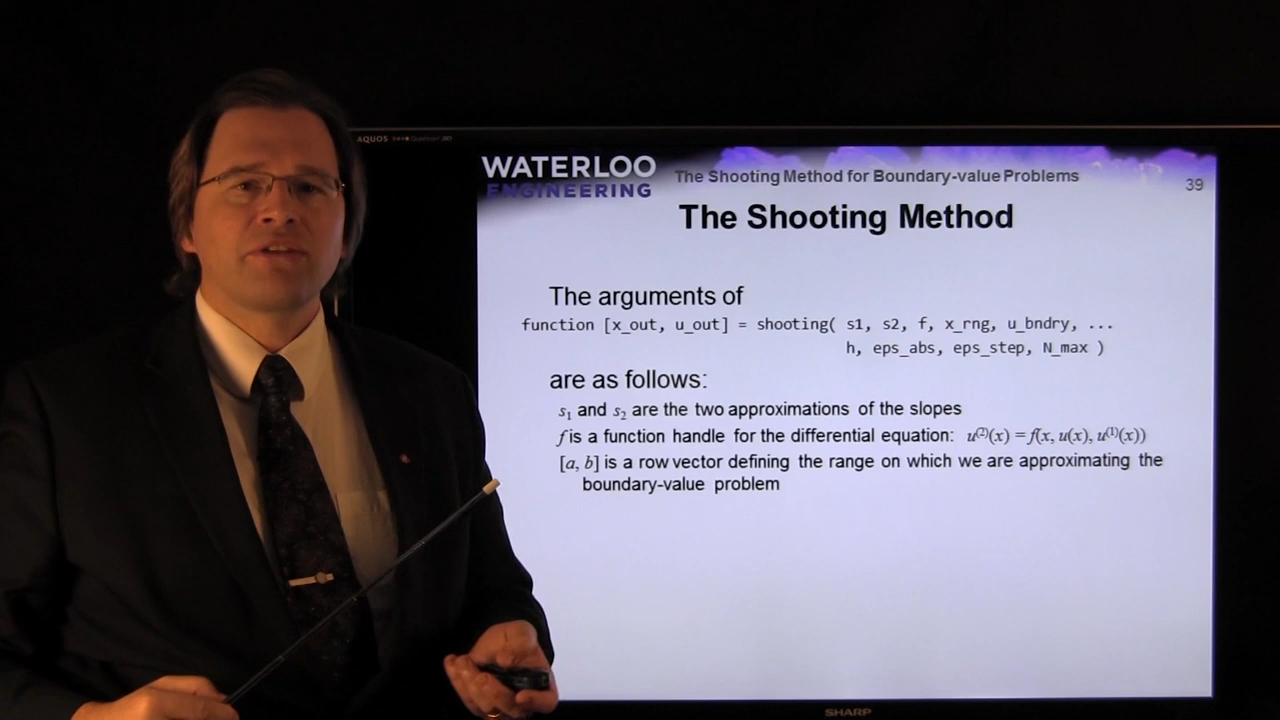 AQUOS
WATERLOO
ENGINEERING
The Shooting Method for Boundary-value Problems
39
The Shooting Method
The arguments of
function [x_out, u_out] = shooting( s1, s2, f, x_rng, u_bndry, ...
h, eps_abs, eps_step, N_max )
are as follows:
s₁ and s₂ are the two approximations of the slopes
f is a function handle for the differential equation: u⁽²⁾(x) = f(x, u(x), u⁽¹⁾(x))
[a, b] is a row vector defining the range on which we are approximating the
boundary-value problem
SHARP